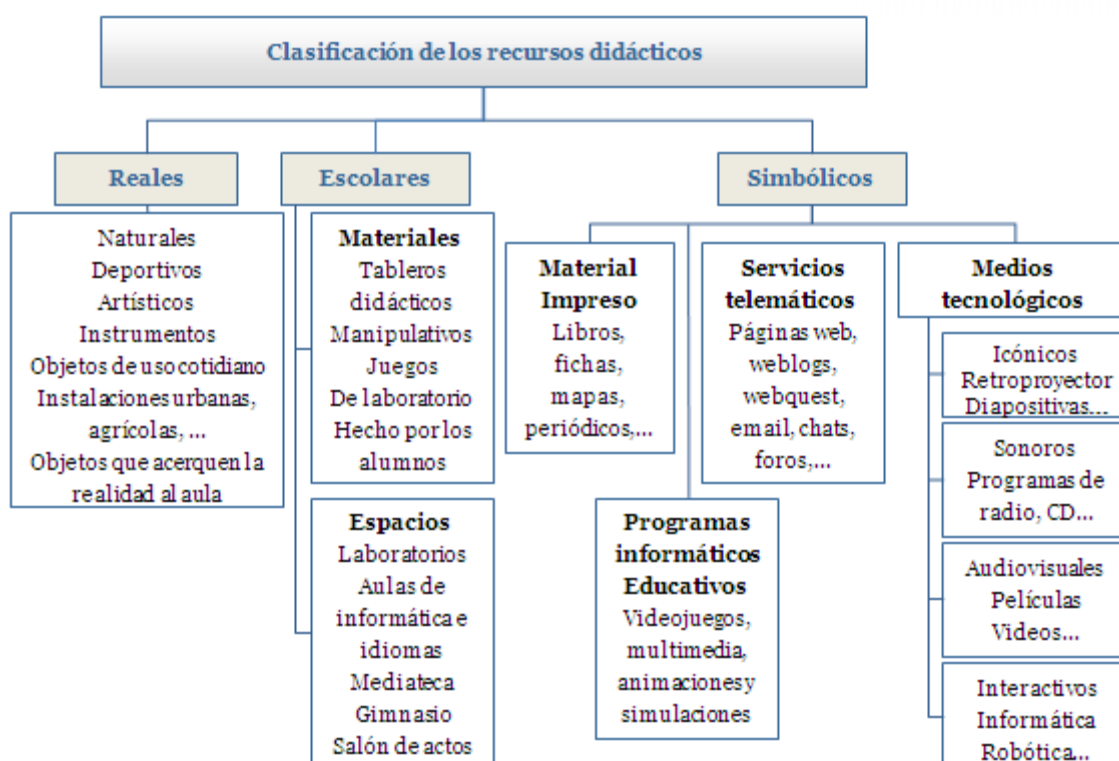 Clasificación de los recursos didácticos
Reales
Naturales
Deportivos
Artísticos
Instrumentos
Objetos de uso cotidiano
Instalaciones urbanas,
agrícolas, ...
Objetos que acerquen la
realidad al aula
Escolares
Materiales
Tableros
didácticos
Manipulativos
Juegos
De laboratorio
Hecho por los
alumnos
Espacios
Laboratorios
Aulas de
informática e
idiomas
Mediateca
Gimnasio
Salón de actos
Simbólicos
Material
Impreso
Libros,
fichas,
mapas,
periódicos,...
Programas
informáticos
Educativos
Videojuegos,
multimedia,
animaciones y
simulaciones
Servicios
telemáticos
Páginas web,
weblogs,
webquest,
email, chats,
foros,...
Medios
tecnológicos
Icónicos
Retroproyector
Diapositivas...
Sonoros
Programas de
radio, CD...
Audiovisuales
Películas
Videos...
Interactivos
Informática
Robótica...